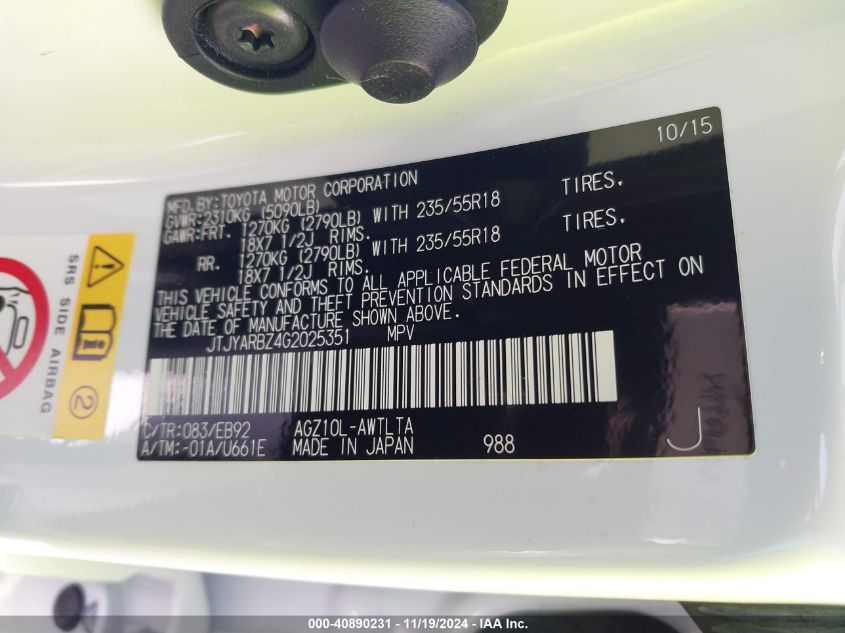 10/15
MFD.BY:TOYOTA MOTOR CORPORATION
GVWR:2310KG (5090LB)
GAWR:FRT. 1270KG (2790LB) WITH 235/55R18 TIRES.
18X7 1/2J RIMS.
RR. 1270KG (2790LB) WITH 235/55R18 TIRES.
18X7 1/2J RIMS.
THIS VEHICLE CONFORMS TO ALL APPLICABLE FEDERAL MOTOR
VEHICLE SAFETY AND THEFT PREVENTION STANDARDS IN EFFECT ON
THE DATE OF MANUFACTURE SHOWN ABOVE.
JTJYARBZ4G2025351 MPV
C/TR:083/EB92 AGZ10L-AWTLTA
A/TM:-01A/U661E MADE IN JAPAN 988
J
SRS SIDE AIRBAG
2
000-40890231 - 11/19/2024 - IAA Inc.